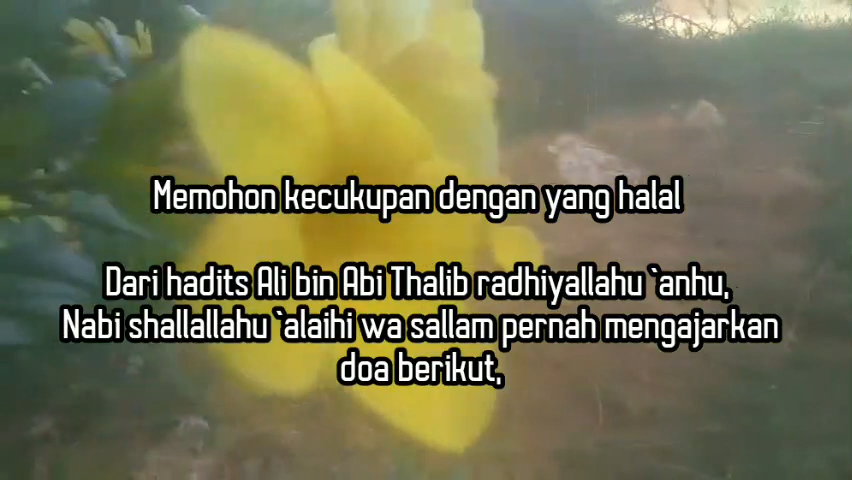 Memohon kecukupan dengan yang halal
Dari hadits Ali bin Abi Thalib radhiyallahu `anhu,
Nabi shallallahu `alaihi wa sallam pernah mengajarkan
doa berikut,